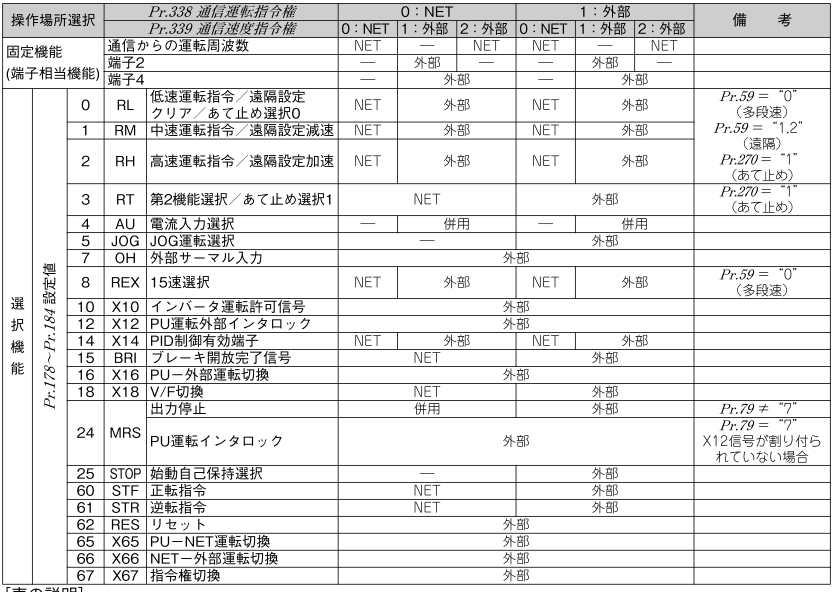 操作場所選択 Pr.338 通信運転指令権 0：NET 1：外部 備 考
Pr.339 通信速度指令権 0：NET 1：外部 2：外部 0：NET 1：外部 2：外部
固定機能
(端子相当機能)
通信からの運転周波数 NET — NET NET — NET
端子2 — 外部 — — 外部 —
端子4 — 外部 — 外部
選択機能
Pr.178～Pr.184 設定値
0 RL 低速運転指令／遠隔設定
クリア／あて止め選択0 NET 外部 NET 外部
1 RM 中速運転指令／遠隔設定減速 NET 外部 NET 外部
2 RH 高速運転指令／遠隔設定加速 NET 外部 NET 外部
Pr.59＝“0”
（多段速）
Pr.59＝“1,2”
（遠隔）
Pr.270＝“1”
（あて止め）
3 RT 第2機能選択／あて止め選択1 NET 外部 Pr.270＝“1”
（あて止め）
4 AU 電流入力選択 — 併用 — 併用
5 JOG JOG運転選択 — 外部
7 OH 外部サーマル入力 外部
8 REX 15速選択 NET 外部 NET 外部 Pr.59＝“0”
（多段速）
10 X10 インバータ運転許可信号 外部
12 X12 PU運転外部インタロック 外部
14 X14 PID制御有効端子 NET 外部 NET 外部
15 BRI ブレーキ開放完了信号 NET 外部
16 X16 PU－外部運転切換 外部
18 X18 V/F切換 NET 外部
24 MRS 出力停止 併用 外部 Pr.79 ≠“7”
PU運転インタロック 外部 Pr.79＝“7”
X12信号が割り付ら
れていない場合
25 STOP 始動自己保持選択 — 外部
60 STF 正転指令 NET 外部
61 STR 逆転指令 NET 外部
62 RES リセット 外部
65 X65 PU－NET運転切換 外部
66 X66 NET－外部運転切換 外部
67 X67 指令権切換 外部
[表の説明]